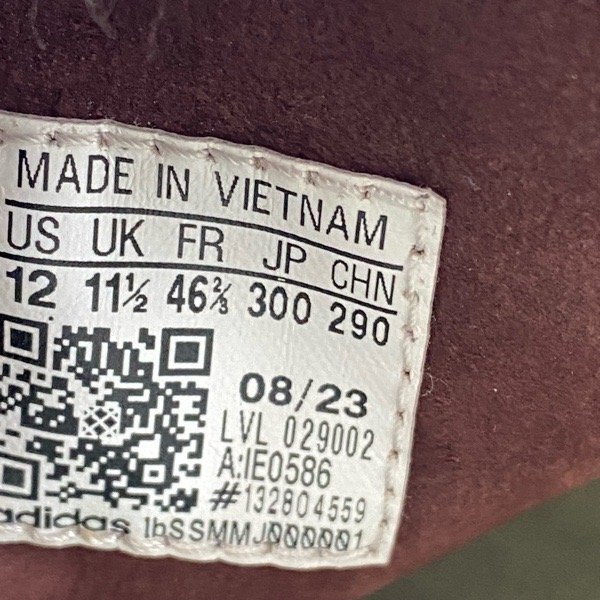 MADE IN VIETNAM
US UK FR JP CHN
12 11½ 46⅔ 300 290
08/23
LVL 029002
A:IE0586
#132804559
adidas lbSSMMJ000001